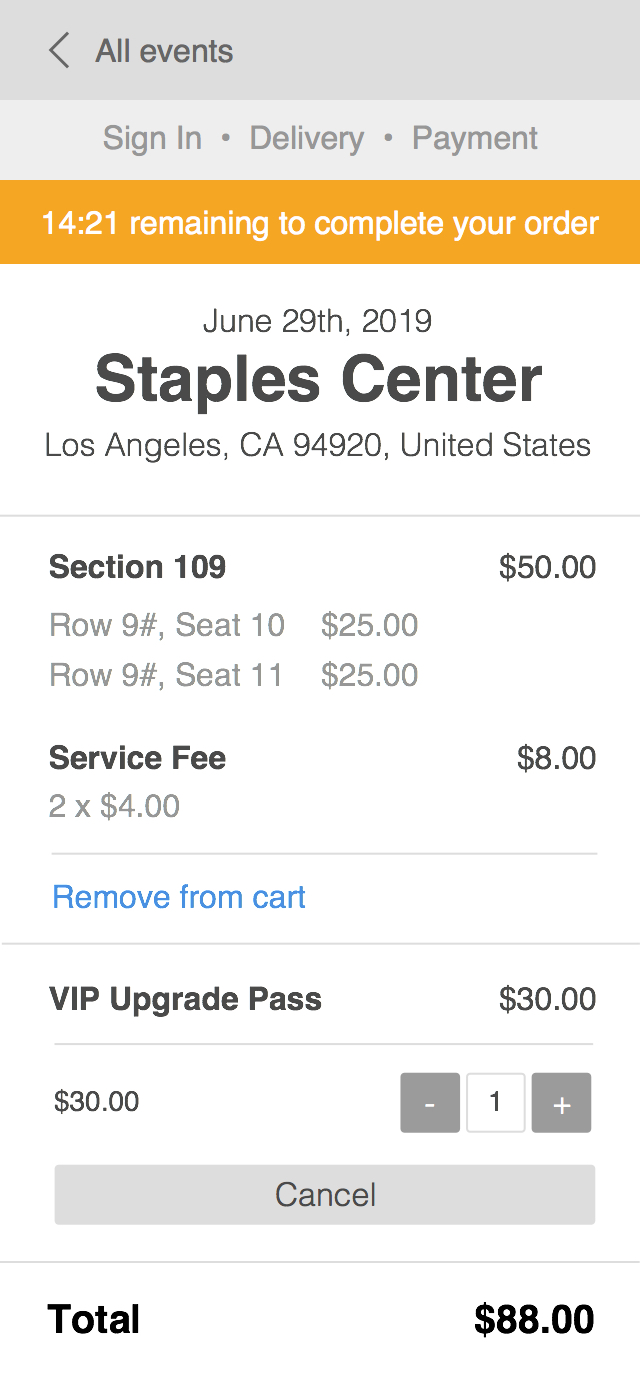 All events
Sign In • Delivery • Payment
14:21 remaining to complete your order
June 29th, 2019
Staples Center
Los Angeles, CA 94920, United States
Section 109 $50.00
Row 9#, Seat 10 $25.00
Row 9#, Seat 11 $25.00
Service Fee $8.00
2 x $4.00
Remove from cart
VIP Upgrade Pass $30.00
$30.00 - 1 +
Cancel
Total $88.00